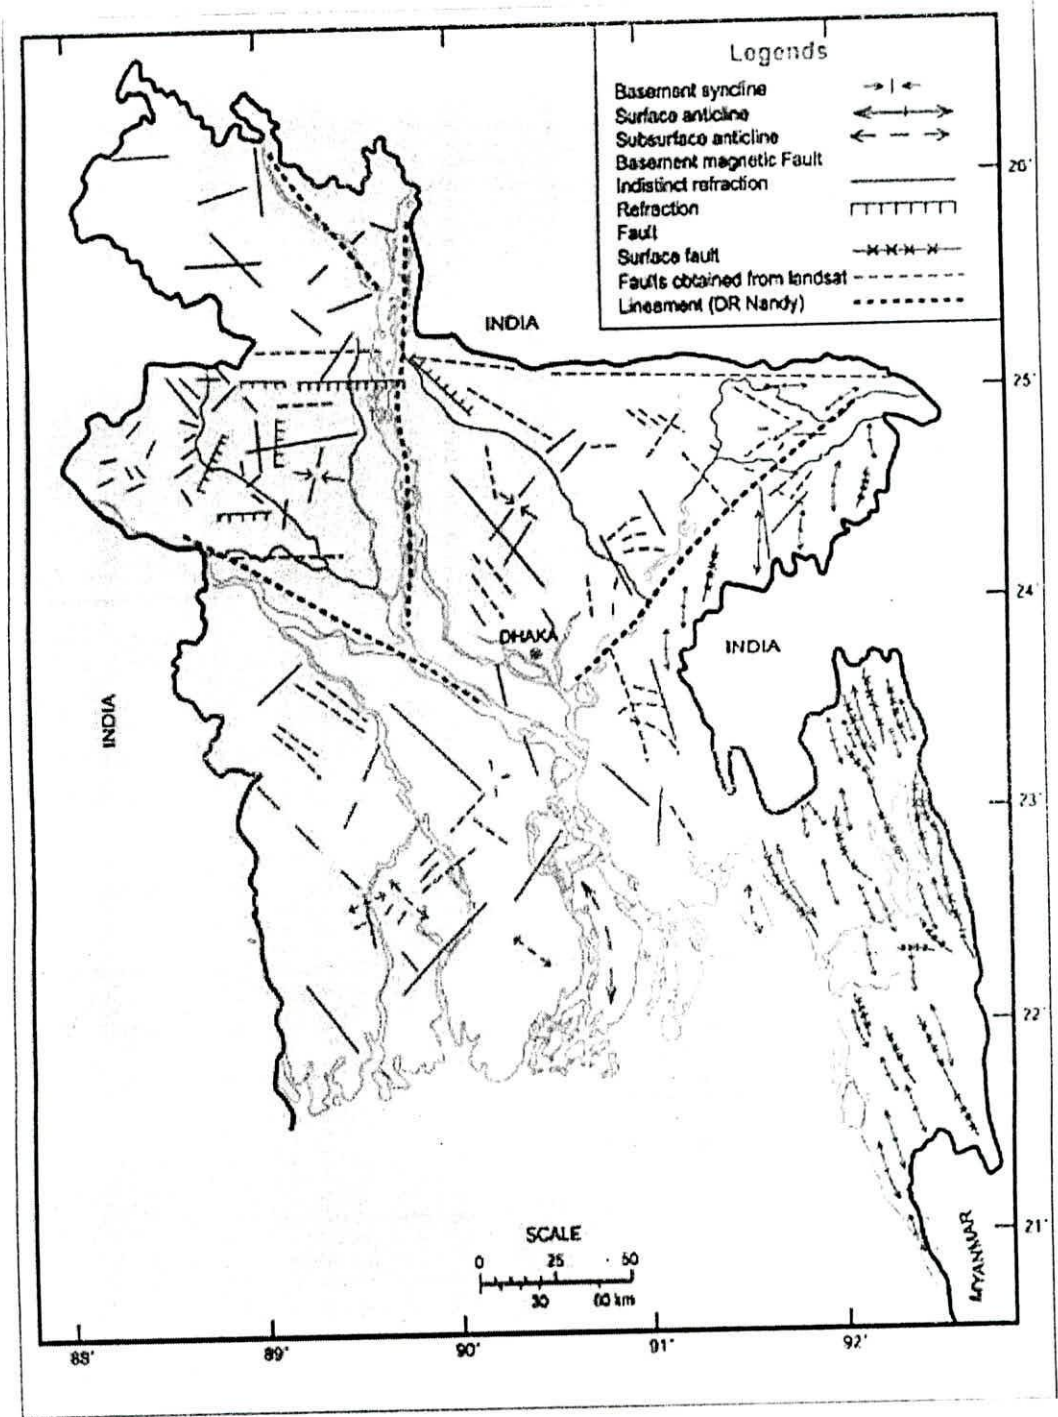 Legends
Basement syncline
Surface anticline
Subsurface anticline
Basement magnetic Fault
Indistinct refraction
Refraction
Fault
Surface fault
Faults obtained from landsat
Lineament (DR Nandy)
26°
INDIA
25°
24°
DHAKA
INDIA
INDIA
23°
22°
SCALE
0 25 50
30 60 km
21°
MYANMAR
88° 89° 90° 91° 92°